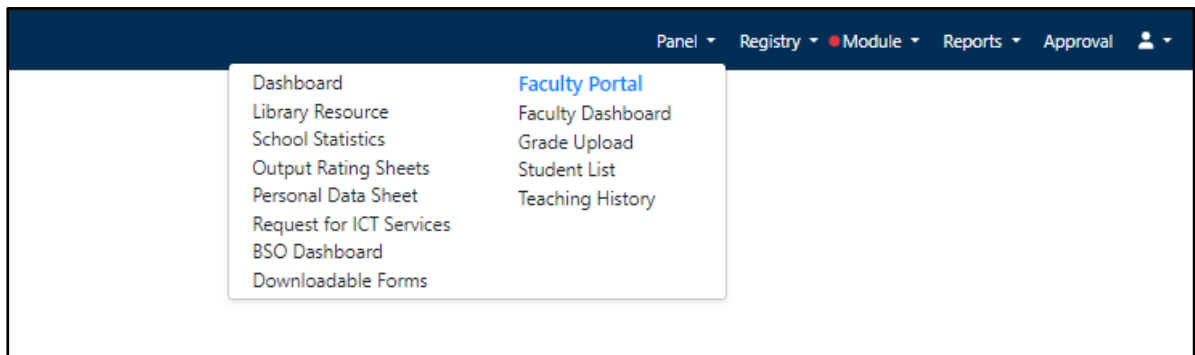 Panel Registry Module Reports Approval
Dashboard
Library Resource
School Statistics
Output Rating Sheets
Personal Data Sheet
Request for ICT Services
BSO Dashboard
Downloadable Forms
Faculty Portal
Faculty Dashboard
Grade Upload
Student List
Teaching History